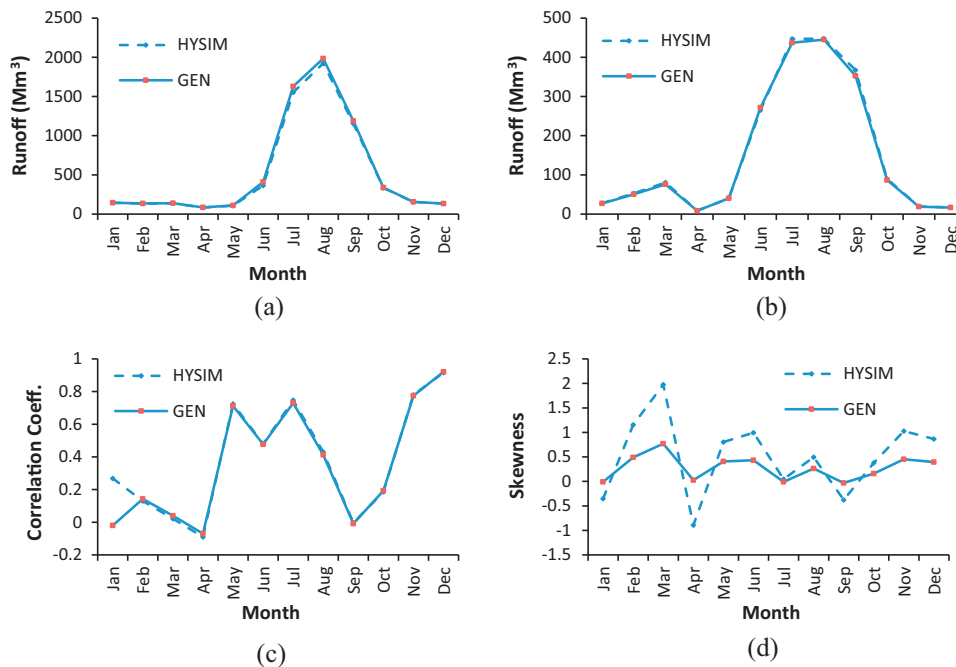 2500
2000
1500
1000
500
0
Runoff (Mm³)
HYSIM
GEN
Jan
Feb
Mar
Apr
May
Jun
Jul
Aug
Sep
Oct
Nov
Dec
Month
(a)
500
400
300
200
100
0
Runoff (Mm³)
HYSIM
GEN
Jan
Feb
Mar
Apr
May
Jun
Jul
Aug
Sep
Oct
Nov
Dec
Month
(b)
1
0.8
0.6
0.4
0.2
0
-0.2
Correlation Coeff.
HYSIM
GEN
Jan
Feb
Mar
Apr
May
Jun
Jul
Aug
Sep
Oct
Nov
Dec
Month
(c)
2.5
2
1.5
1
0.5
0
-0.5
-1
-1.5
Skewness
HYSIM
GEN
Jan
Feb
Mar
Apr
May
Jun
Jul
Aug
Sep
Oct
Nov
Dec
Month
(d)